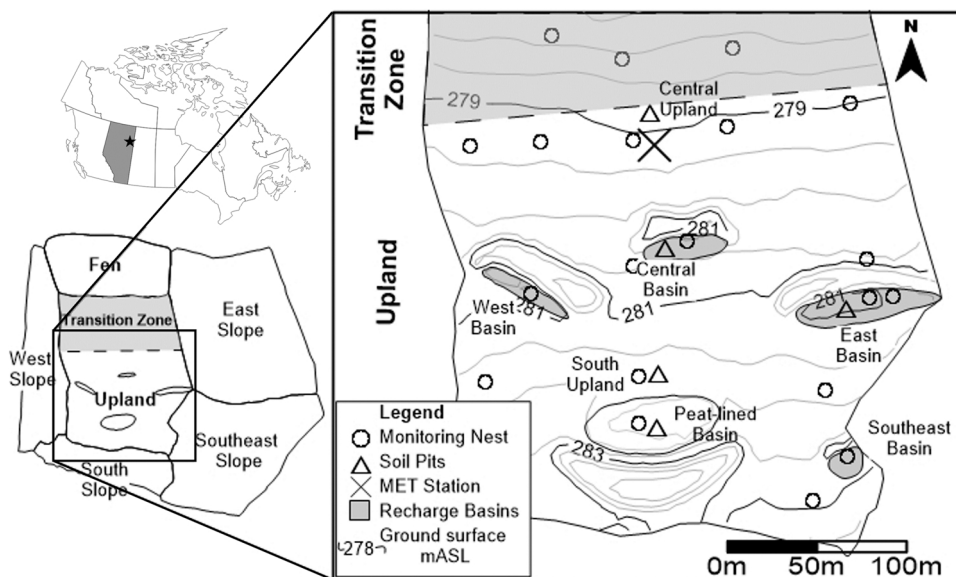 Fen
Transition Zone
East
Slope
West
Slope
Upland
Southeast
Slope
South
Slope
Transition
Zone
Upland
N
279
Central
Upland
279
281
Central
Basin
West
Basin
281
281
281
East
Basin
South
Upland
Peat-lined
Basin
Southeast
Basin
283
Legend
Monitoring Nest
Soil Pits
MET Station
Recharge Basins
Ground surface
mASL
278
0m 50m 100m